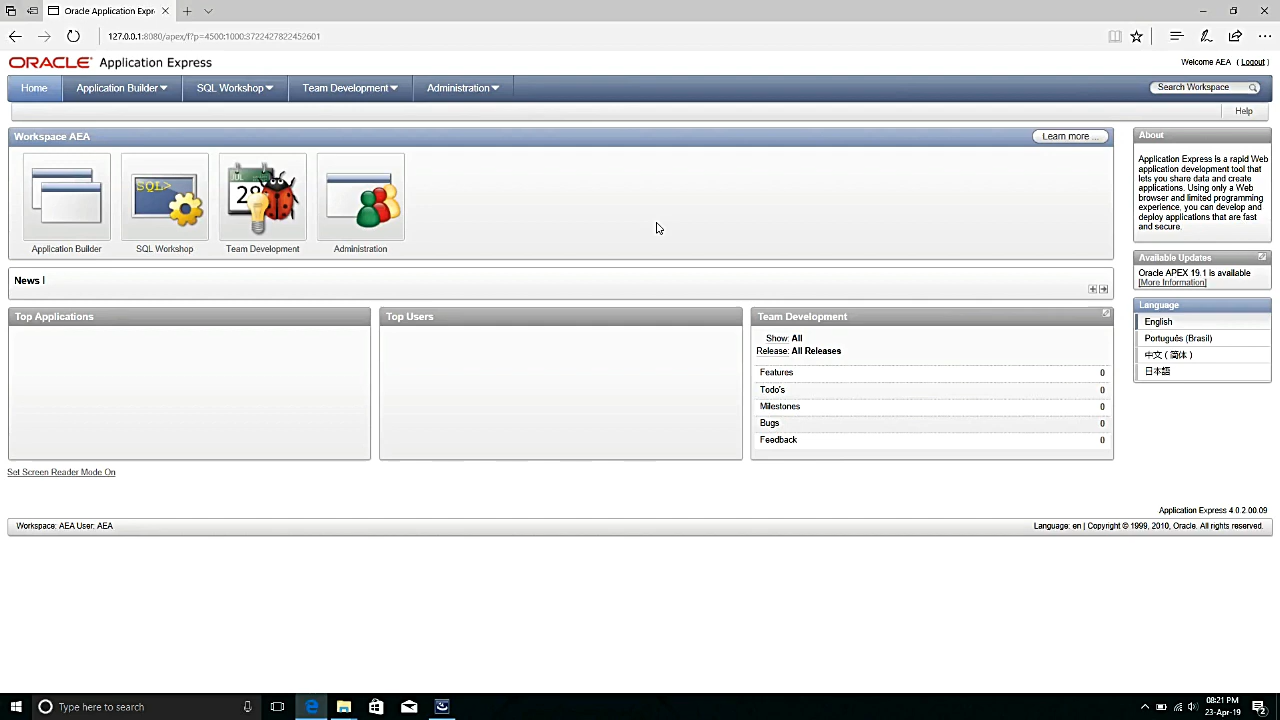 Oracle Application Expr
127.0.0.1:8080/apex/f?p=4500:1000:3722427822452601
ORACLE Application Express
Welcome AEA ( Logout )
Home
Application Builder
SQL Workshop
Team Development
Administration
Search Workspace
Help
Workspace AEA
Learn more ...
Application Builder
SQL>
SQL Workshop
JUL
28
Team Development
Administration
News
Top Applications
Top Users
Team Development
Show: All
Release: All Releases
Features 0
Todo's 0
Milestones 0
Bugs 0
Feedback 0
About
Application Express is a rapid Web
application development tool that
lets you share data and create
applications. Using only a Web
browser and limited programming
experience, you can develop and
deploy applications that are fast
and secure.
Available Updates
Oracle APEX 19.1 is available
[More Information]
Language
English
Português (Brasil)
中文 ( 简体 )
日本語
Set Screen Reader Mode On
Application Express 4.0.2.00.09
Workspace: AEA User: AEA
Language: en | Copyright © 1999, 2010, Oracle. All rights reserved.
Type here to search
08:21 PM
23-Apr-19
2